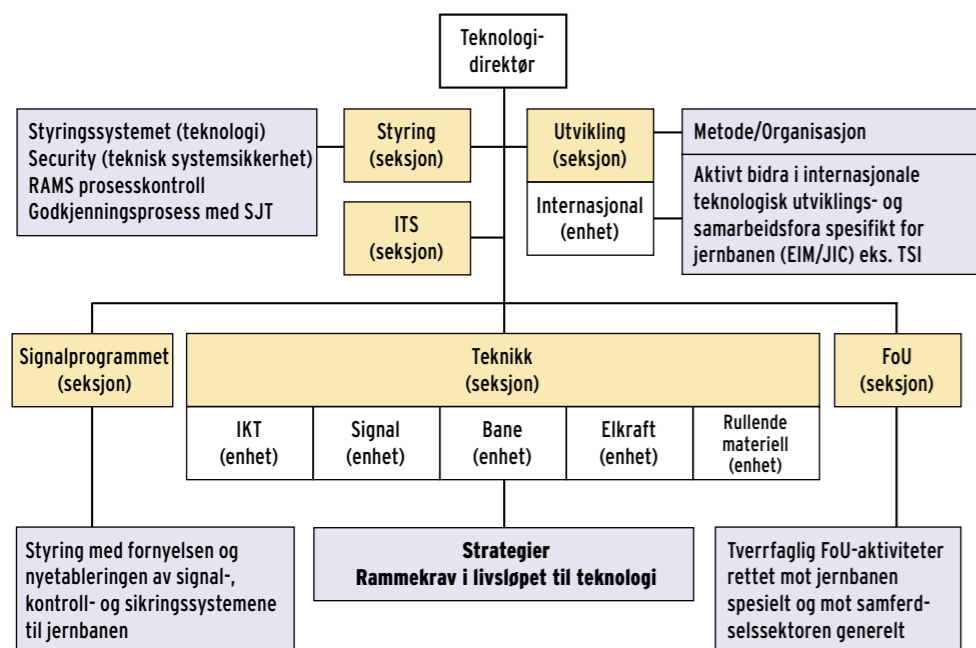 Teknologi-
direktør
Styringssystemet (teknologi)
Security (teknisk systemsikkerhet)
RAMS prosesskontroll
Godkjenningsprosess med SJT
Styring
(seksjon)
Utvikling
(seksjon)
Metode/Organisasjon
ITS
(seksjon)
Internasjonal
(enhet)
Aktivt bidra i internasjonale
teknologisk utviklings- og
samarbeidsfora spesifikt for
jernbanen (EIM/JIC) eks. TSI
Signalprogrammet
(seksjon)
Teknikk
(seksjon)
FoU
(seksjon)
IKT
(enhet)
Signal
(enhet)
Bane
(enhet)
Elkraft
(enhet)
Rullende
materiell
(enhet)
Styring med fornyelsen og
nyetableringen av signal-,
kontroll- og sikringssystemene
til jernbanen
Strategier
Rammekrav i livsløpet til teknologi
Tverrfaglig FoU-aktiviteter
rettet mot jernbanen
spesielt og mot samferd-
selssektoren generelt